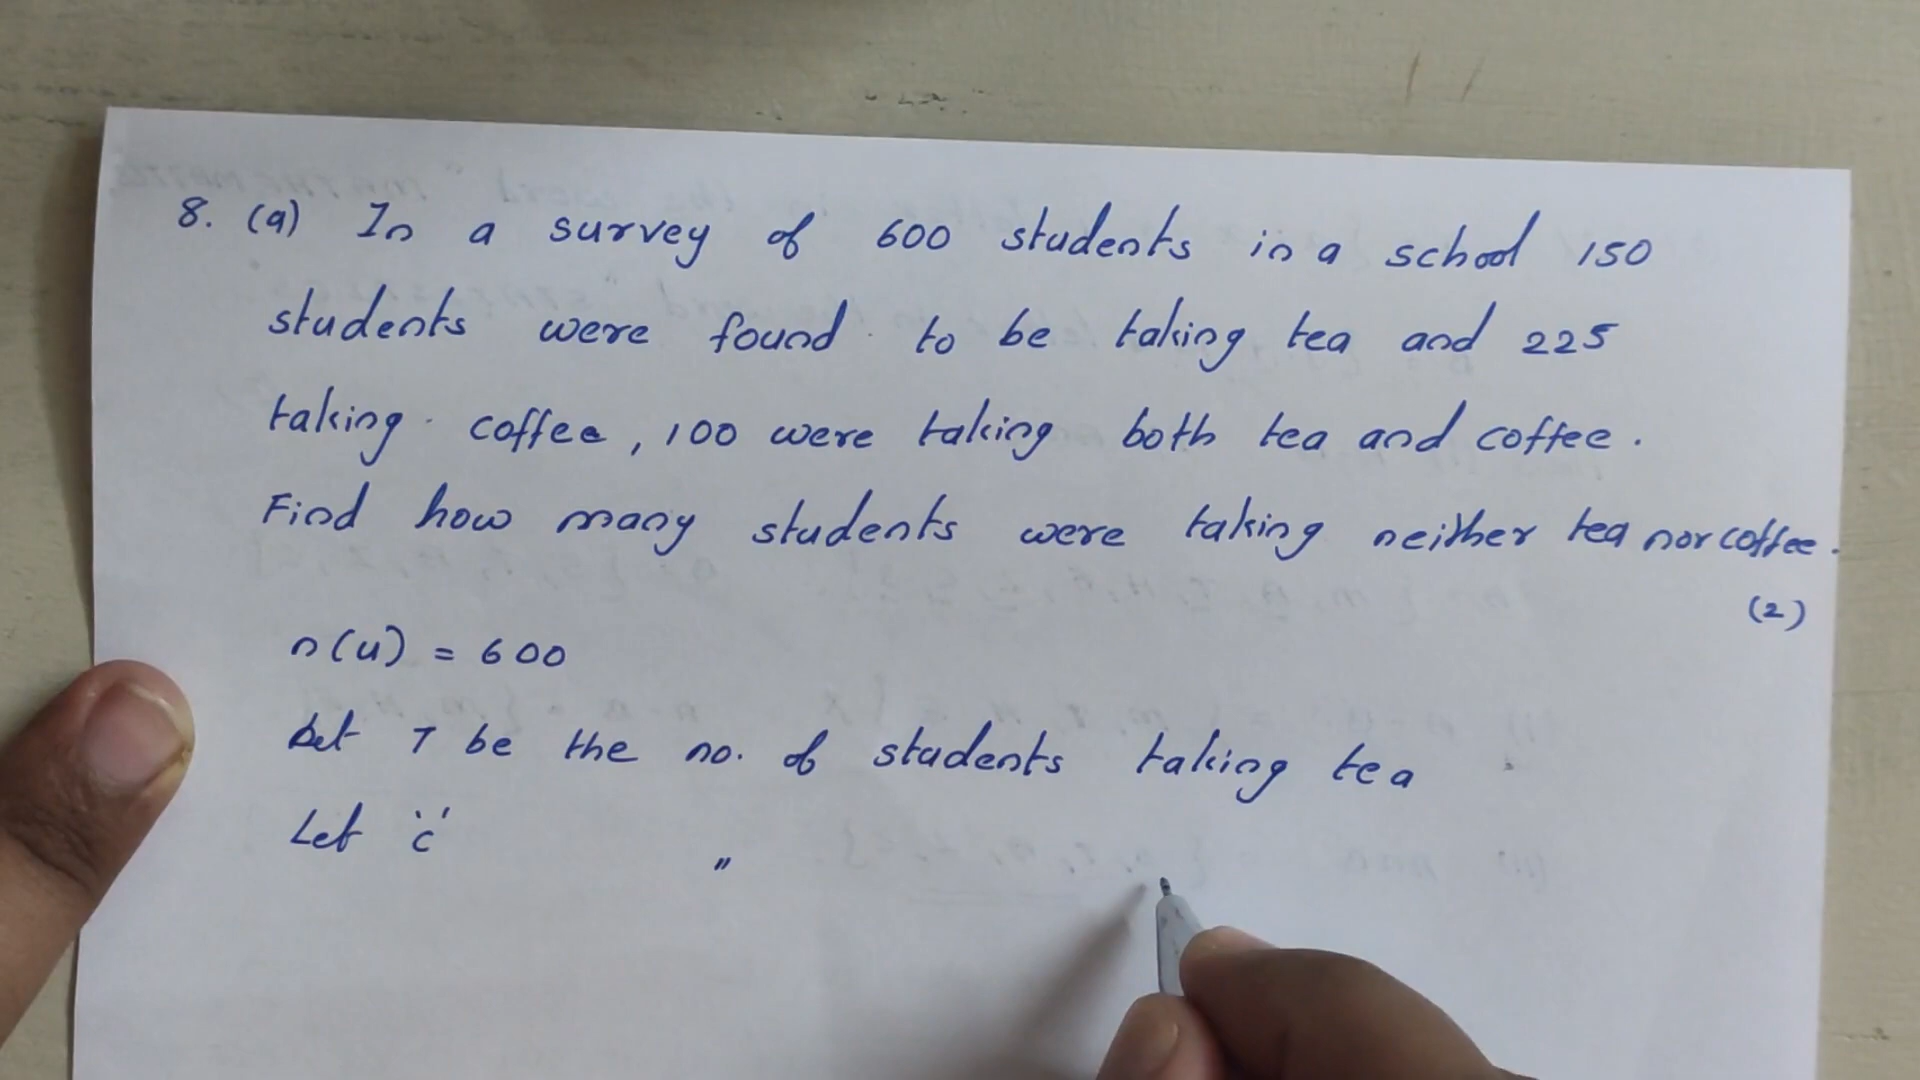 8. (a) In a survey of 600 students in a school 150
students were found to be taking tea and 225
taking coffee, 100 were taking both tea and coffee.
Find how many students were taking neither tea nor coffee.
(2)
n(u) = 600
Let T be the no. of students taking tea
Let 'c' "